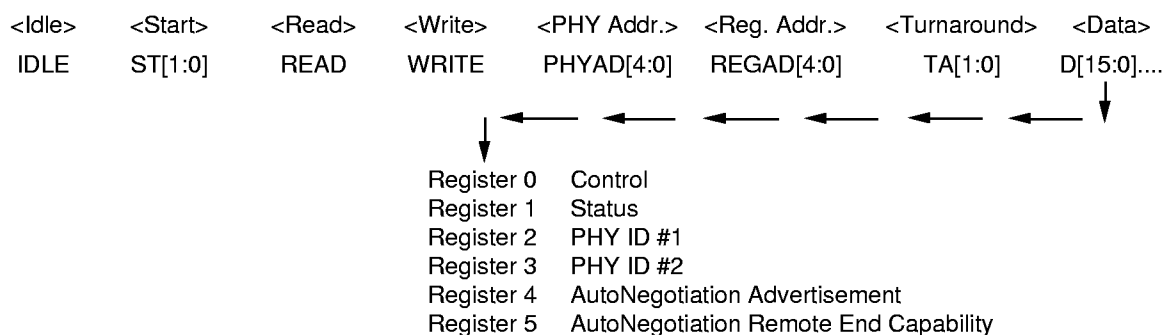 <Idle> <Start> <Read> <Write> <PHY Addr.> <Reg. Addr.> <Turnaround> <Data>
IDLE ST[1:0] READ WRITE PHYAD[4:0] REGAD[4:0] TA[1:0] D[15:0]....
Register 0 Control
Register 1 Status
Register 2 PHY ID #1
Register 3 PHY ID #2
Register 4 AutoNegotiation Advertisement
Register 5 AutoNegotiation Remote End Capability